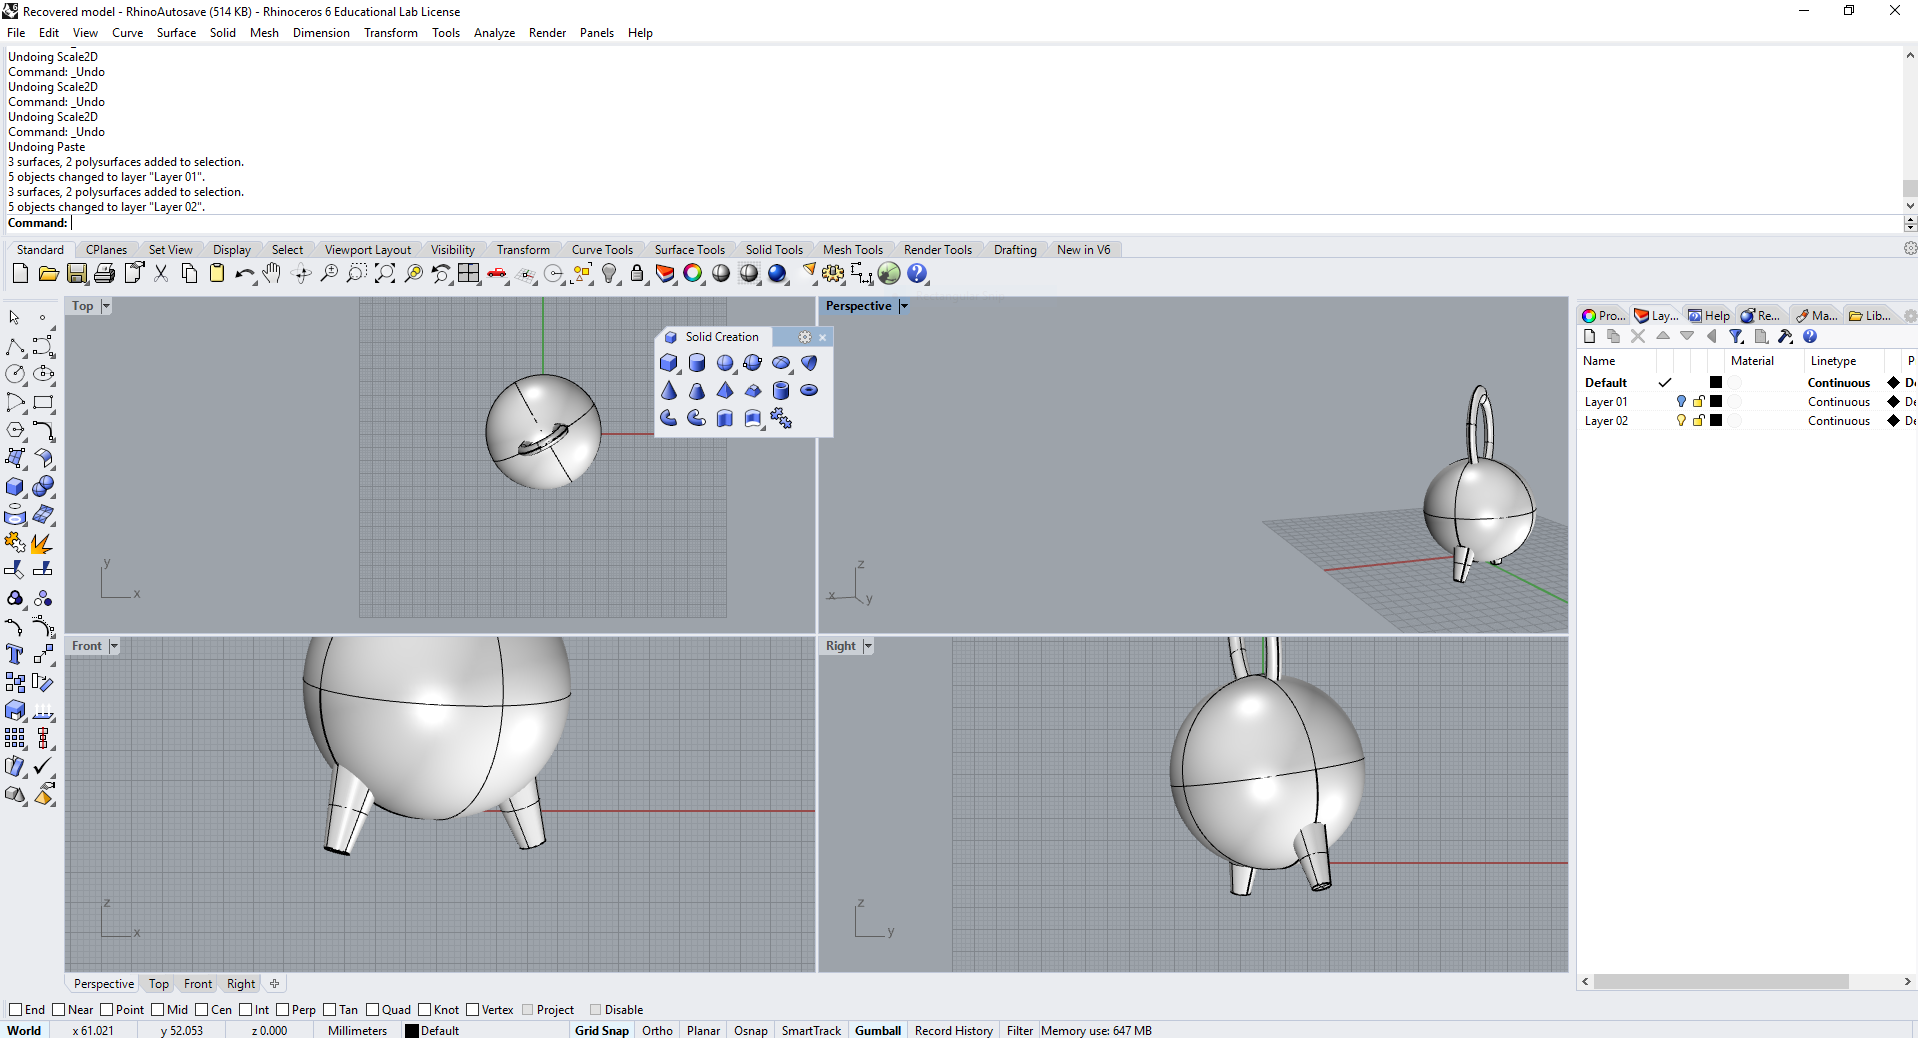 Recovered model - RhinoAutosave (514 KB) - Rhinoceros 6 Educational Lab License
File Edit View Curve Surface Solid Mesh Dimension Transform Tools Analyze Render Panels Help
Undoing Scale2D
Command: _Undo
Undoing Scale2D
Command: _Undo
Undoing Scale2D
Command: _Undo
Undoing Paste
3 surfaces, 2 polysurfaces added to selection.
5 objects changed to layer "Layer 01".
3 surfaces, 2 polysurfaces added to selection.
5 objects changed to layer "Layer 02".
Command:
Standard CPlanes Set View Display Select Viewport Layout Visibility Transform Curve Tools Surface Tools Solid Tools Mesh Tools Render Tools Drafting New in V6
Top
Perspective
Solid Creation
Pro... Lay... Help Re... Ma... Lib...
Name Material Linetype P
Default Continuous De
Layer 01 Continuous De
Layer 02 Continuous De
y
x
z
x
y
Front
Right
z
x
z
y
Perspective Top Front Right
End Near Point Mid Cen Int Perp Tan Quad Knot Vertex Project Disable
World x 61.021 y 52.053 z 0.000 Millimeters Default Grid Snap Ortho Planar Osnap SmartTrack Gumball Record History Filter Memory use: 647 MB